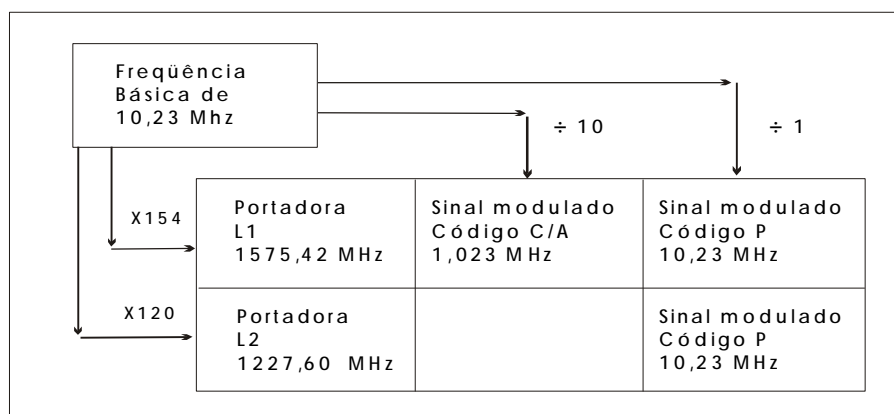 Freqüência
Básica de
10,23 Mhz
÷ 10
÷ 1
X154
Portadora
L1
1575,42 MHz
Sinal modulado
Código C/A
1,023 MHz
Sinal modulado
Código P
10,23 MHz
X120
Portadora
L2
1227,60 MHz
Sinal modulado
Código P
10,23 MHz